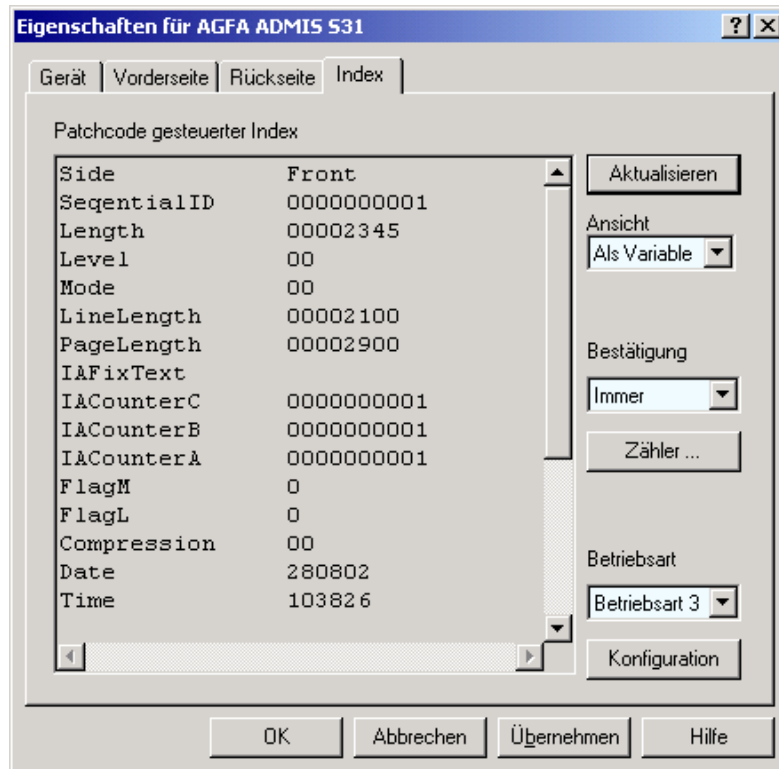 Eigenschaften für AGFA ADMIS S31
Gerät Vorderseite Rückseite Index
Patchcode gesteuerter Index
Side Front
SeqentialID 0000000001
Length 00002345
Level 00
Mode 00
LineLength 00002100
PageLength 00002900
IAFixText
IACounterC 0000000001
IACounterB 0000000001
IACounterA 0000000001
FlagM 0
FlagL 0
Compression 00
Date 280802
Time 103826
Aktualisieren
Ansicht
Als Variable
Bestätigung
Immer
Zähler ...
Betriebsart
Betriebsart 3
Konfiguration
OK Abbrechen Übernehmen Hilfe